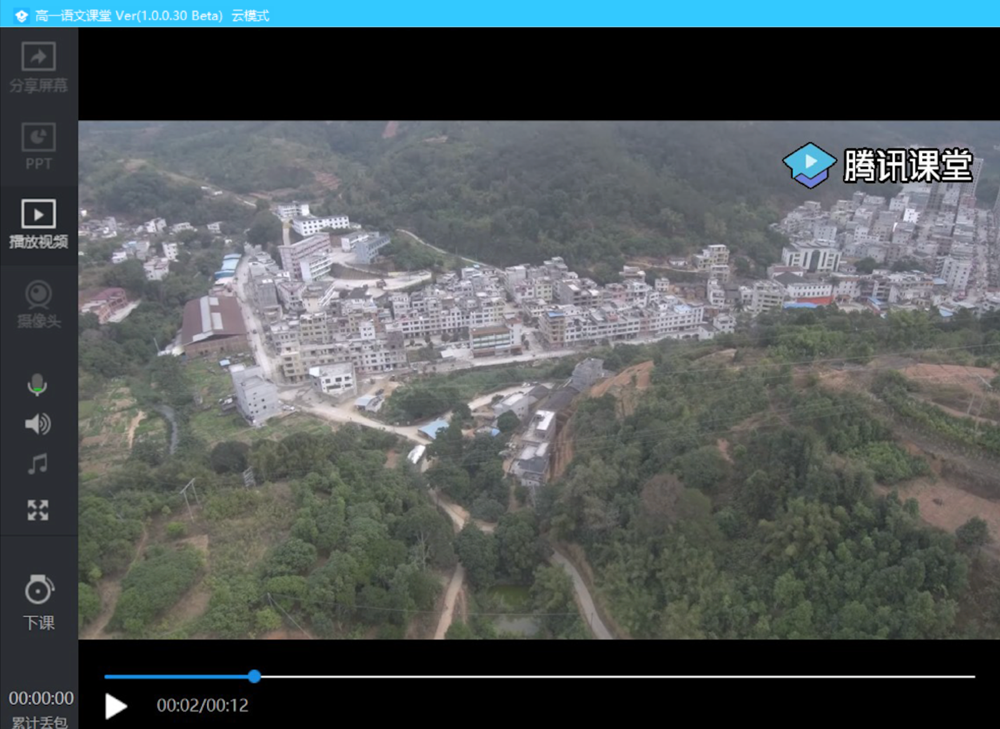 高一语文课堂 Ver(1.0.0.30 Beta) 云模式
分享屏幕
PPT
播放视频
摄像头
下课
00:00:00
累计丢包
腾讯课堂
00:02/00:12